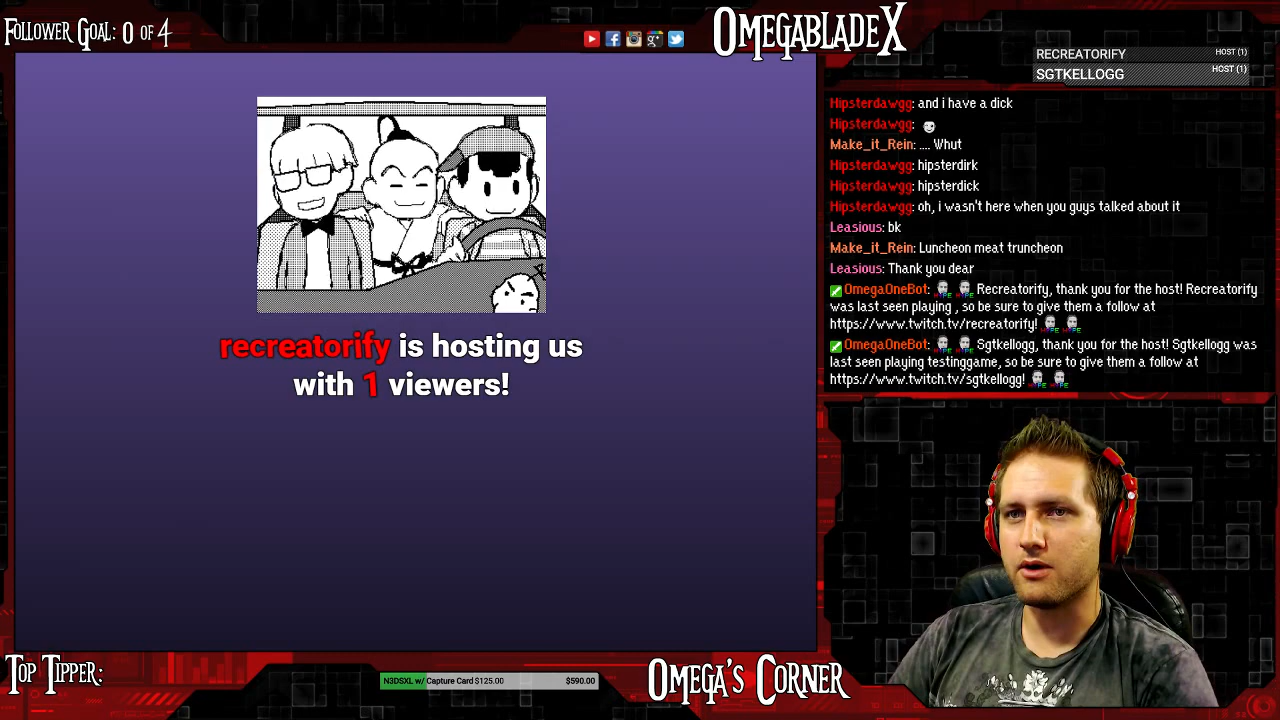 Follower Goal: 0 of 4
OmegabladeX
RECREATORIFY HOST (1)
SGTKELLOGG HOST (1)
Hipsterdawgg: and i have a dick
Hipsterdawgg:
Make_it_Rein: .... Whut
Hipsterdawgg: hipsterdirk
Hipsterdawgg: hipsterdick
Hipsterdawgg: oh, i wasn't here when you guys talked about it
Leasious: bk
Make_it_Rein: Luncheon meat truncheon
Leasious: Thank you dear
OmegaOneBot: Recreatorify, thank you for the host! Recreatorify
was last seen playing , so be sure to give them a follow at
https://www.twitch.tv/recreatorify!
OmegaOneBot: Sgtkellogg, thank you for the host! Sgtkellogg was
last seen playing testinggame, so be sure to give them a follow at
https://www.twitch.tv/sgtkellogg!
recreatorify is hosting us
with 1 viewers!
Top Tipper:
N3DSXL w/ Capture Card $125.00 $590.00
Omega's Corner